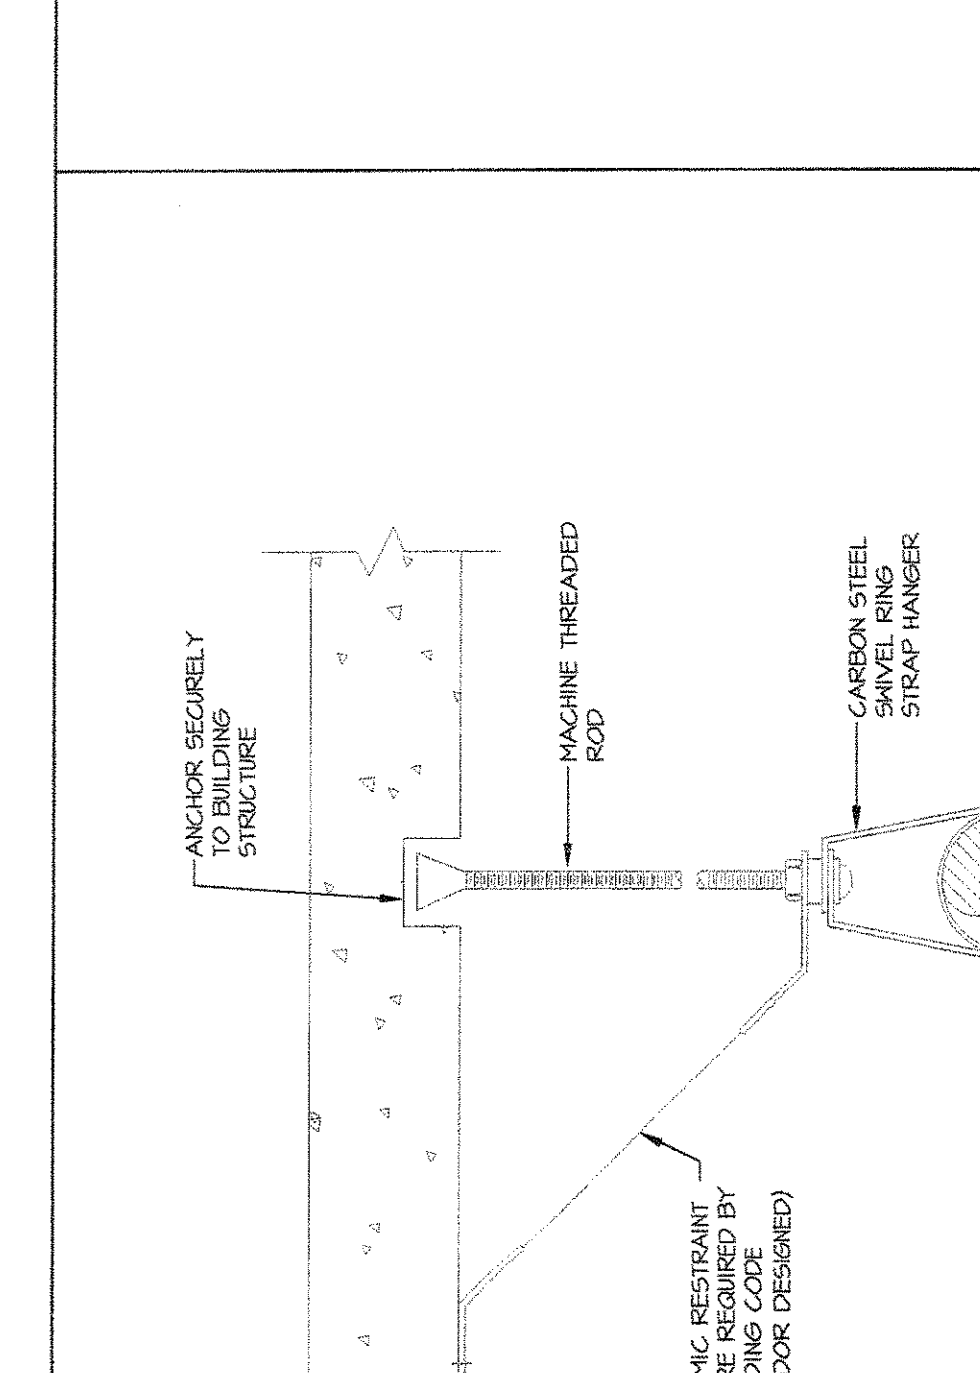 ANCHOR SECURELY
TO BUILDING
STRUCTURE
MACHINE THREADED
ROD
CARBON STEEL
SWIVEL RING
STRAP HANGER
RESTRAINT
REQUIRED BY
CODE
DESIGNED)